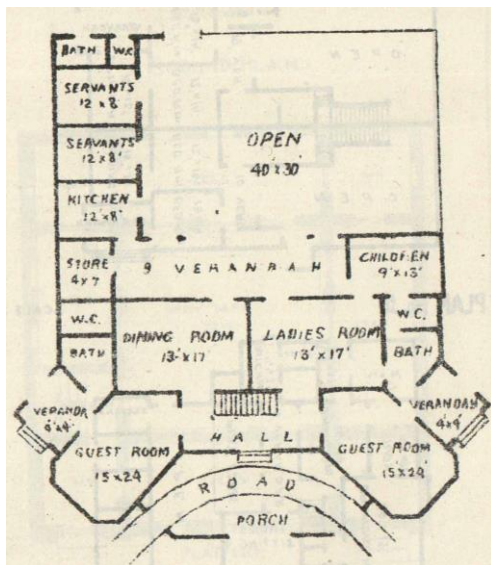 BATH
W.C.
SERVANTS
12' x 8'
SERVANTS
12' x 8'
KITCHEN
12' x 8'
OPEN
40' x 30'
STORE
4 x 7
9 VERANDAH
CHILDREN
9' x 13'
W.C.
BATH
DINING ROOM
13' x 17'
LADIES ROOM
13' x 17'
W.C.
BATH
VERANDA
4' x 4'
VERANDAH
4' x 4'
GUEST ROOM
15 x 24
HALL
GUEST ROOM
15' x 24'
ROAD
PORCH